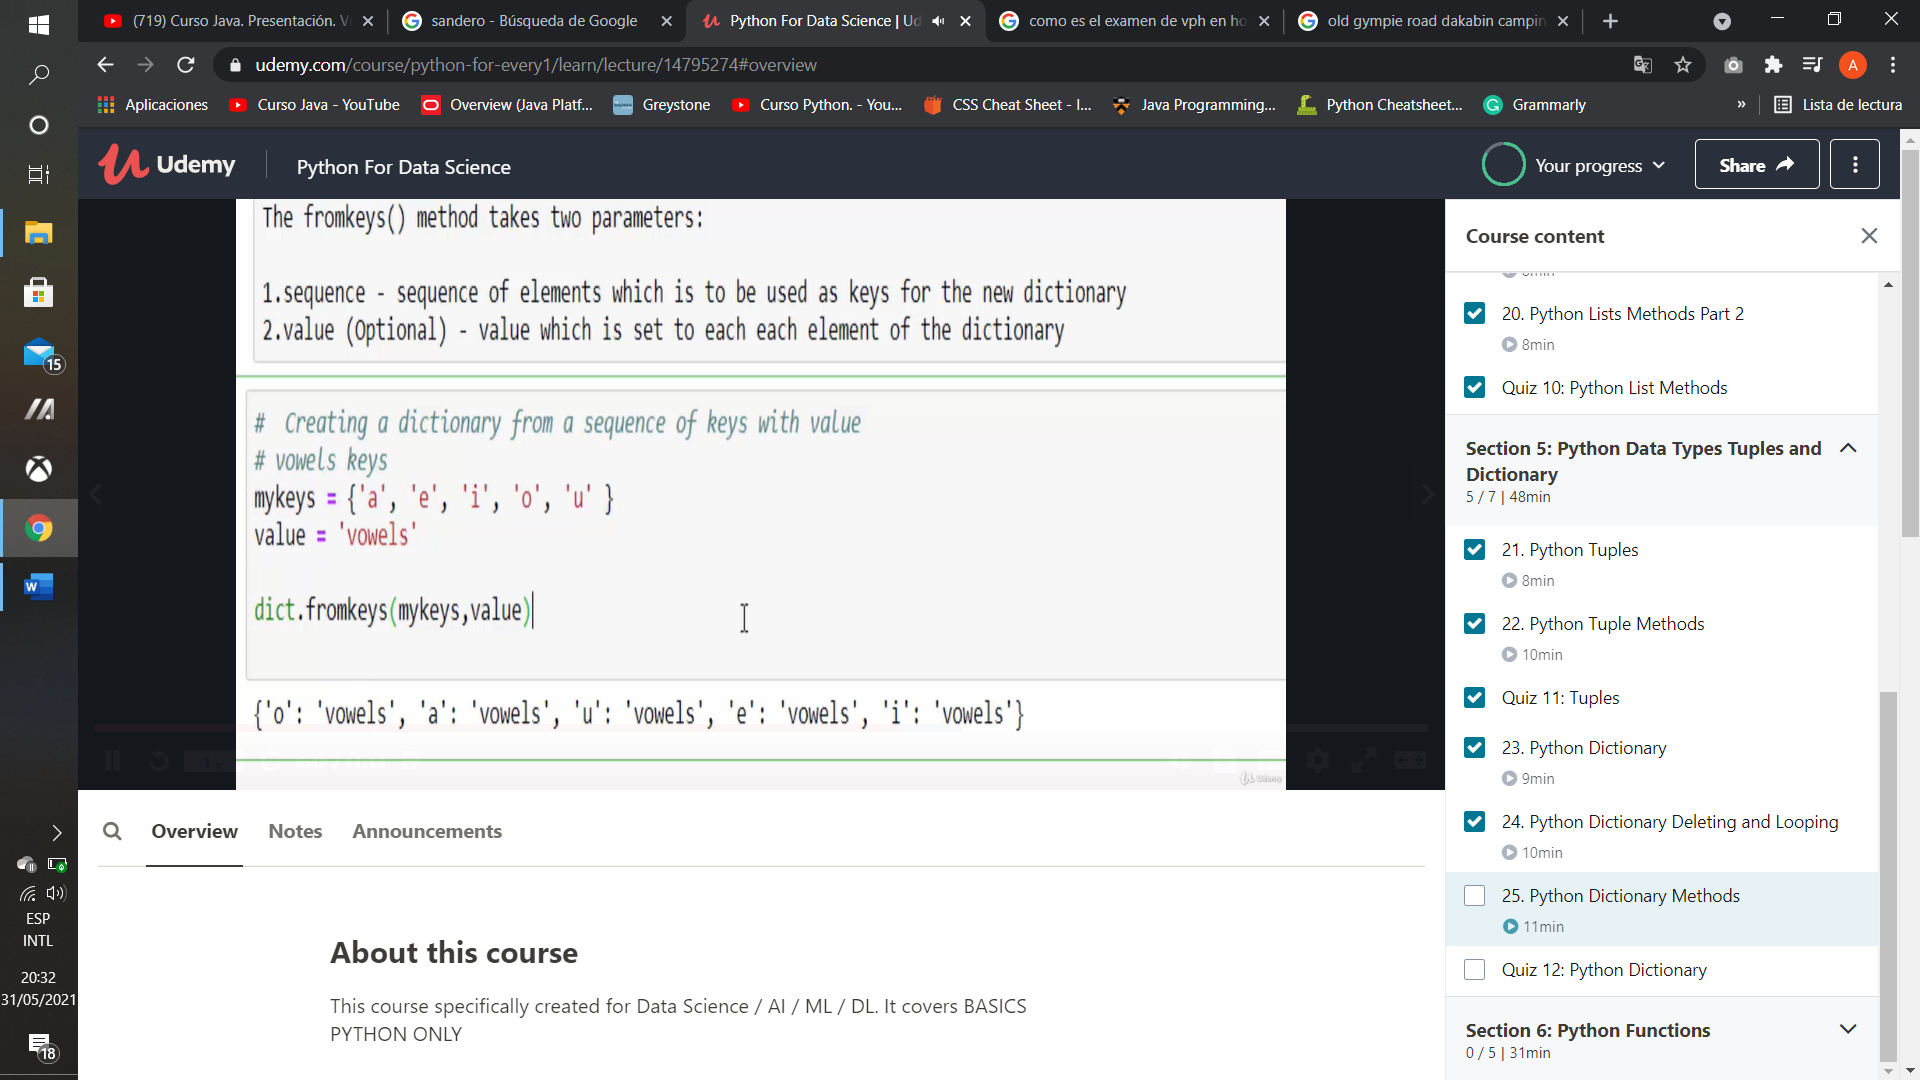 (719) Curso Java. Presentación. V
sandero - Búsqueda de Google
Python For Data Science | Ud
como es el examen de vph en ho
old gympie road dakabin campin
udemy.com/course/python-for-every1/learn/lecture/14795274#overview
A
Aplicaciones
Curso Java - YouTube
Overview (Java Platf...
Greystone
Curso Python. - You...
CSS Cheat Sheet - I...
Java Programming...
Python Cheatsheet...
Grammarly
»
Lista de lectura
Udemy
Python For Data Science
Your progress
Share
The fromkeys() method takes two parameters:
1.sequence - sequence of elements which is to be used as keys for the new dictionary
2.value (Optional) - value which is set to each each element of the dictionary
# Creating a dictionary from a sequence of keys with value
# vowels keys
mykeys = {'a', 'e', 'i', 'o', 'u' }
value = 'vowels'
dict.fromkeys(mykeys,value)
{'o': 'vowels', 'a': 'vowels', 'u': 'vowels', 'e': 'vowels', 'i': 'vowels'}
Udemy
Overview
Notes
Announcements
About this course
This course specifically created for Data Science / AI / ML / DL. It covers BASICS
PYTHON ONLY
Course content
8min
20. Python Lists Methods Part 2
8min
Quiz 10: Python List Methods
Section 5: Python Data Types Tuples and
Dictionary
5 / 7 | 48min
21. Python Tuples
8min
22. Python Tuple Methods
10min
Quiz 11: Tuples
23. Python Dictionary
9min
24. Python Dictionary Deleting and Looping
10min
25. Python Dictionary Methods
11min
Quiz 12: Python Dictionary
Section 6: Python Functions
0 / 5 | 31min
15
W
ESP
INTL
20:32
31/05/2021
18